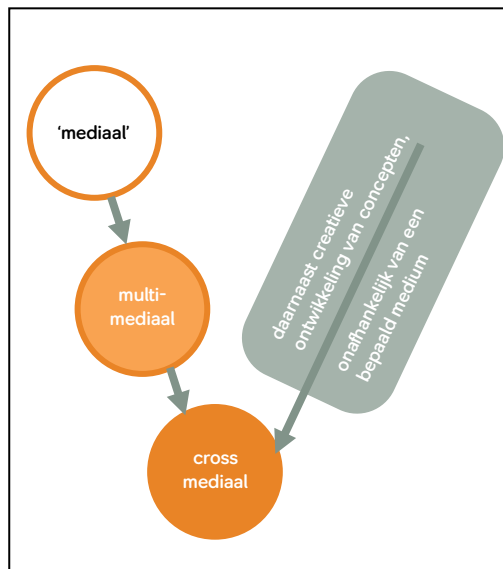 ‘mediaal’
multi-
mediaal
cross
mediaal
daarnaast creatieve
ontwikkeling van concepten,
onafhankelijk van een
bepaald medium